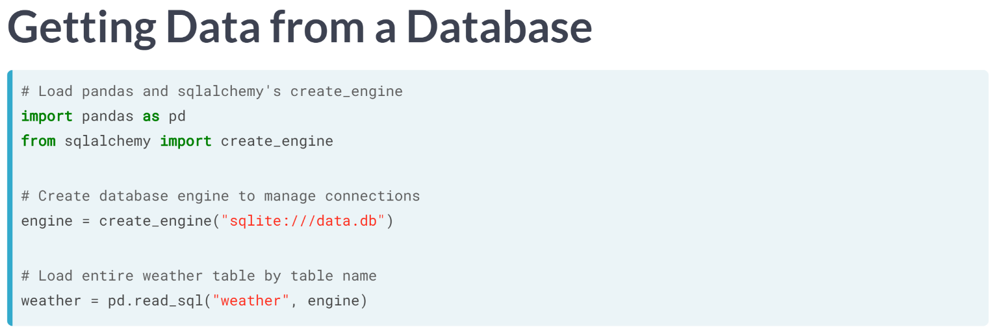 Getting Data from a Database
# Load pandas and sqlalchemy's create_engine
import pandas as pd
from sqlalchemy import create_engine
# Create database engine to manage connections
engine = create_engine("sqlite:///data.db")
# Load entire weather table by table name
weather = pd.read_sql("weather", engine)